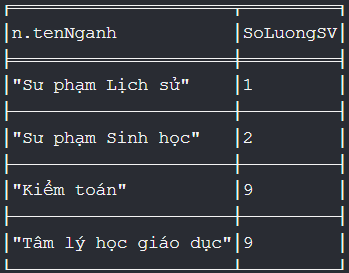 n.tenNganh SoLuongSV
"Sư phạm Lịch sử" 1
"Sư phạm Sinh học" 2
"Kiểm toán" 9
"Tâm lý học giáo dục" 9